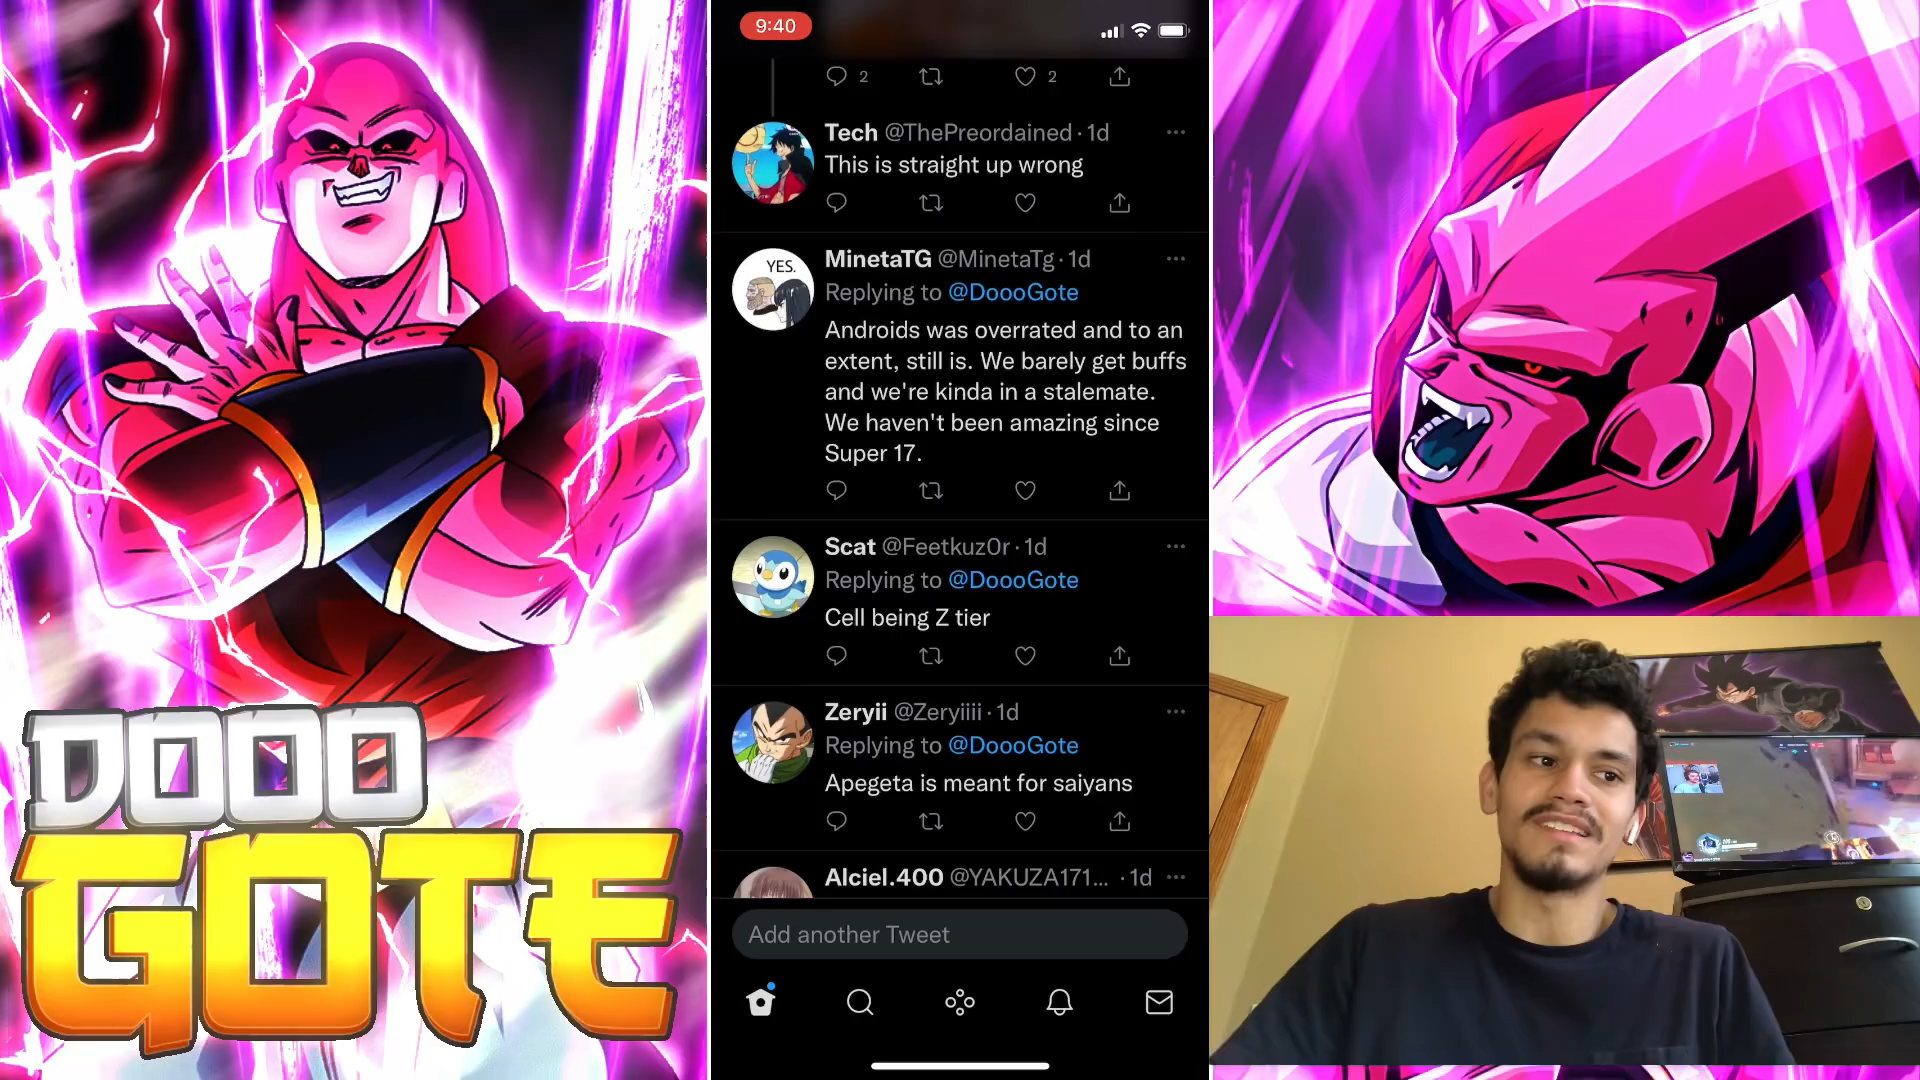 DOOO
GOTE
9:40
2
2
Tech @ThePreordained · 1d
This is straight up wrong
YES.
MinetaTG @MinetaTg · 1d
Replying to @DoooGote
Androids was overrated and to an
extent, still is. We barely get buffs
and we're kinda in a stalemate.
We haven't been amazing since
Super 17.
Scat @Feetkuz0r · 1d
Replying to @DoooGote
Cell being Z tier
Zeryii @Zeryiiii · 1d
Replying to @DoooGote
Apegeta is meant for saiyans
Alciel.400 @YAKUZA171... · 1d
Add another Tweet